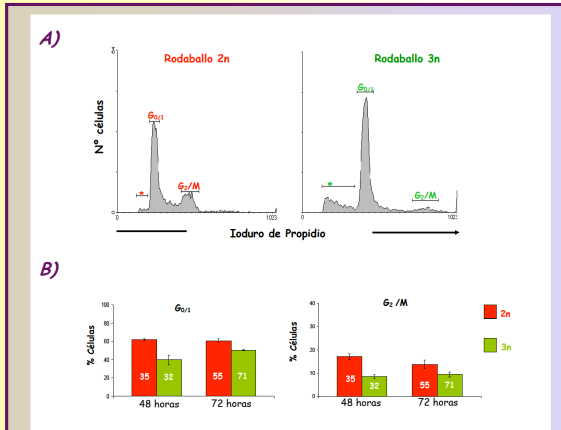 A)
Rodaballo 2n
Rodaballo 3n
Nº células
G0/1
*
G2/M
0
1023
G0/1
*
G2/M
0
Ioduro de Propidio
B)
G0/1
% Células
100
80
60
40
20
0
35
32
55
71
48 horas
72 horas
G2 /M
% Células
40
30
20
10
0
35
32
55
71
48 horas
72 horas
2n
3n